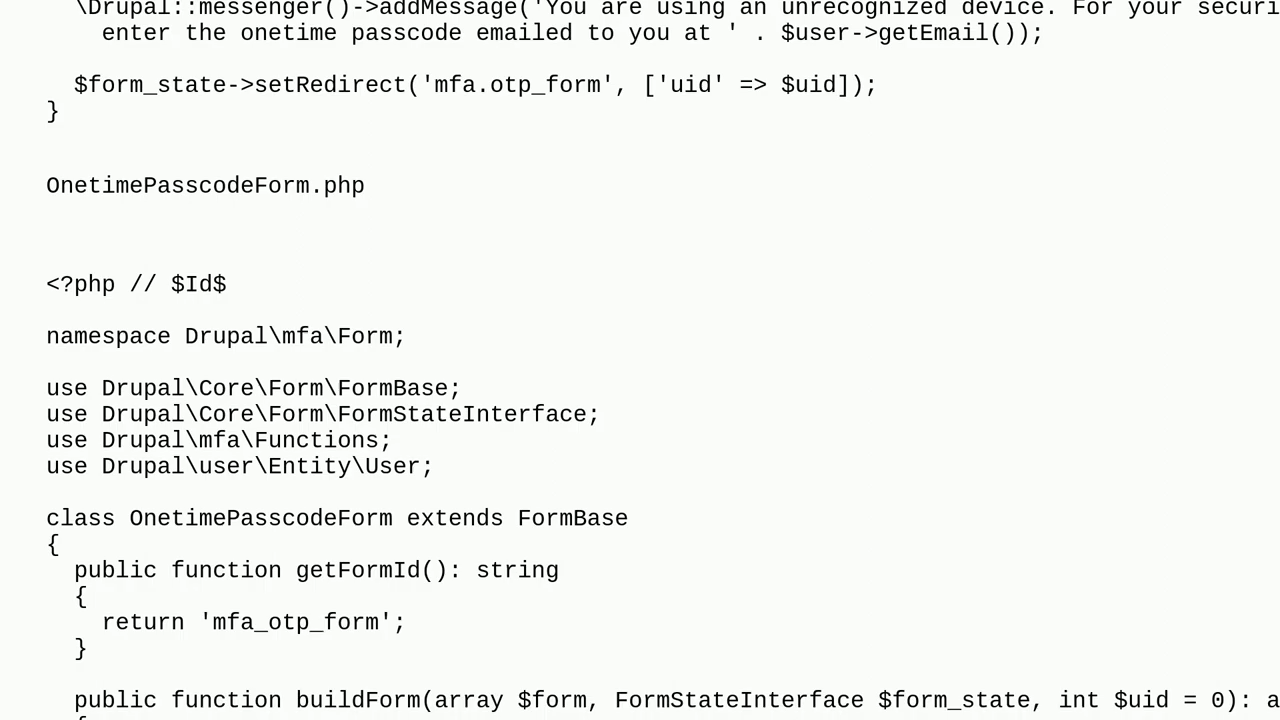 \Drupal::messenger()->addMessage('You are using an unrecognized device. For your
enter the onetime passcode emailed to you at ' . $user->getEmail());
$form_state->setRedirect('mfa.otp_form', ['uid' => $uid]);
}
OnetimePasscodeForm.php
<?php // $Id$
namespace Drupal\mfa\Form;
use Drupal\Core\Form\FormBase;
use Drupal\Core\Form\FormStateInterface;
use Drupal\mfa\Functions;
use Drupal\user\Entity\User;
class OnetimePasscodeForm extends FormBase
{
public function getFormId(): string
{
return 'mfa_otp_form';
}
public function buildForm(array $form, FormStateInterface $form_state, int $uid = 0):
{